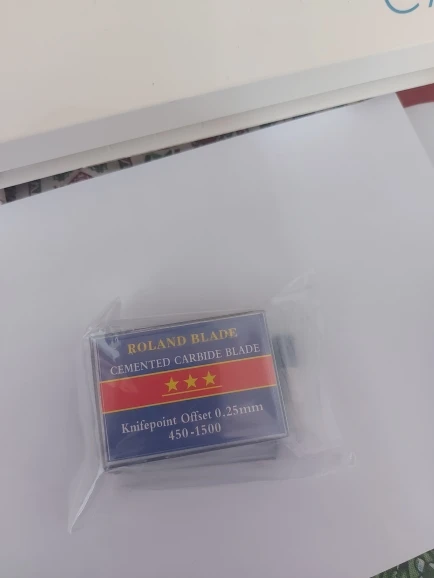 ROLAND BLADE
CEMENTED CARBIDE BLADE
Knifepoint Offset 0.25mm
450-1500